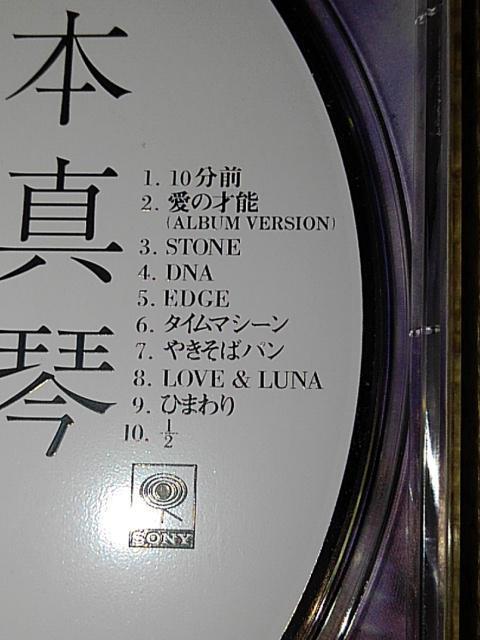 本真琴
1. 10分前
2. 愛の才能
(ALBUM VERSION)
3. STONE
4. DNA
5. EDGE
6. タイムマシーン
7. やきそばパン
8. LOVE & LUNA
9. ひまわり
10. 1/2
SONY